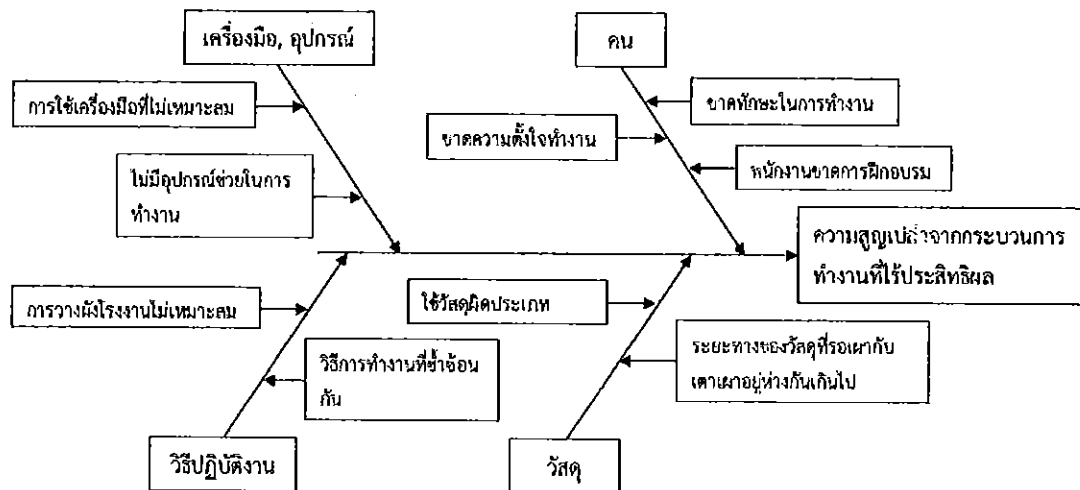 เครื่องมือ, อุปกรณ์
คน
การใช้เครื่องมือที่ไม่เหมาะสม
ขาดทักษะในการทำงาน
ขาดความตั้งใจทำงาน
พนักงานขาดการฝึกอบรม
ไม่มีอุปกรณ์ช่วยในการ
ทำงาน
ความสูญเปล่าจากกระบวนการ
ทำงานที่ไร้ประสิทธิผล
การวางผังโรงงานไม่เหมาะสม
ใช้วัสดุผิดประเภท
วิธีการทำงานที่ซ้ำซ้อน
กัน
ระยะทางของวัสดุที่รอเผากับ
เตาเผาอยู่ห่างกันเกินไป
วิธีปฏิบัติงาน
วัสดุ